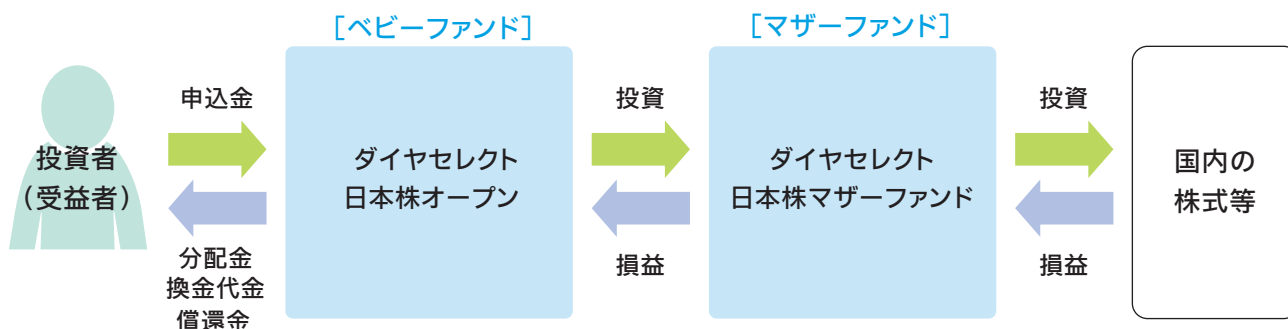 [ベビーファンド]
[マザーファンド]
申込金
投資
投資
投資者
(受益者)
ダイヤセレクト
日本株オープン
ダイヤセレクト
日本株マザーファンド
国内の
株式等
分配金
換金代金
償還金
損益
損益